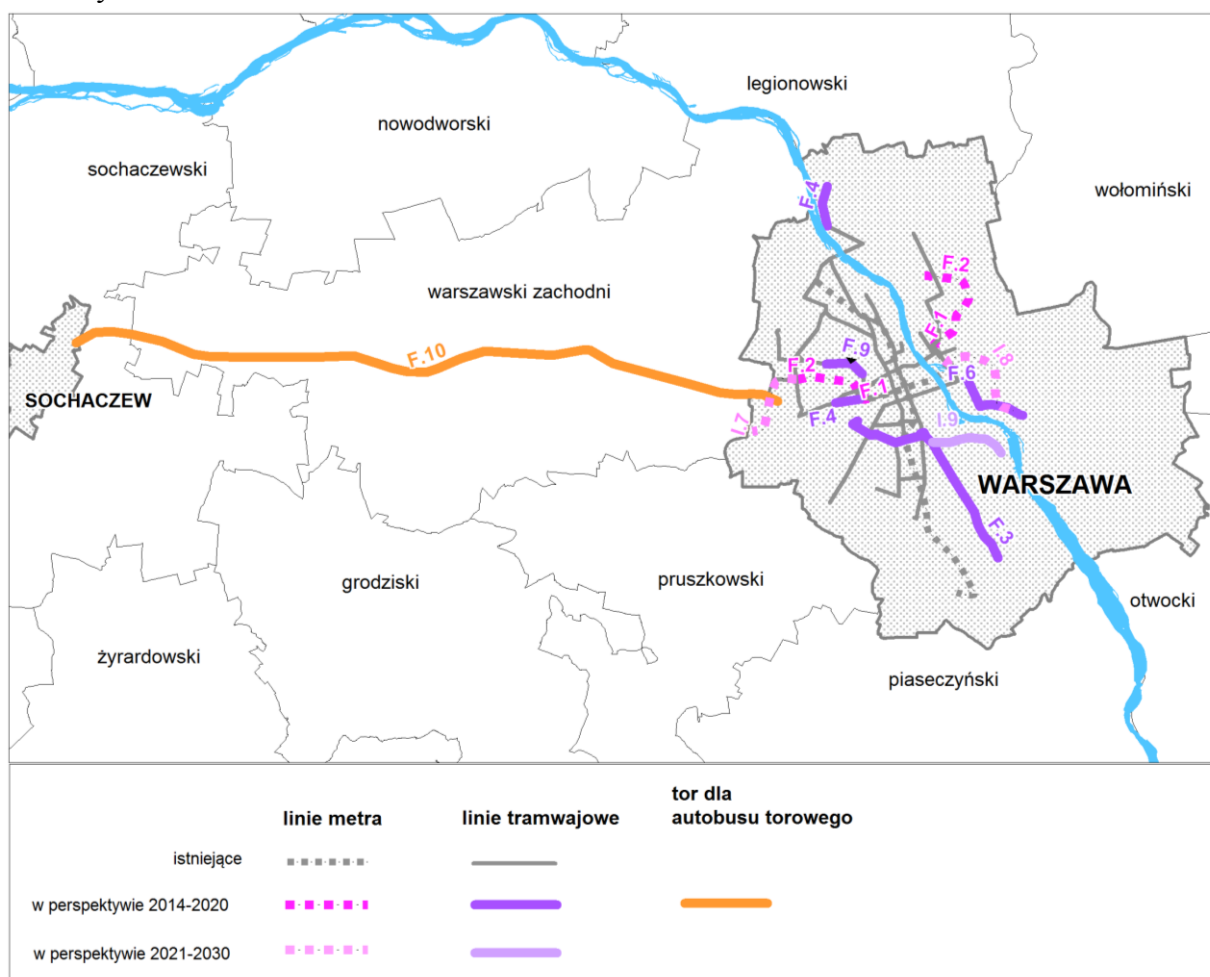 legionowski
nowodworski
sochaczewski
wołomiński
F.4
F.2
warszawski zachodni
F.1
I.8
F.9
F.10
F.2
F.6
F.1
SOCHACZEW
F.4
I.7
I.9
WARSZAWA
F.3
grodziski
pruszkowski
otwocki
żyrardowski
piaseczyński
linie metra
linie tramwajowe
tor dla
autobusu torowego
istniejące
w perspektywie 2014-2020
w perspektywie 2021-2030